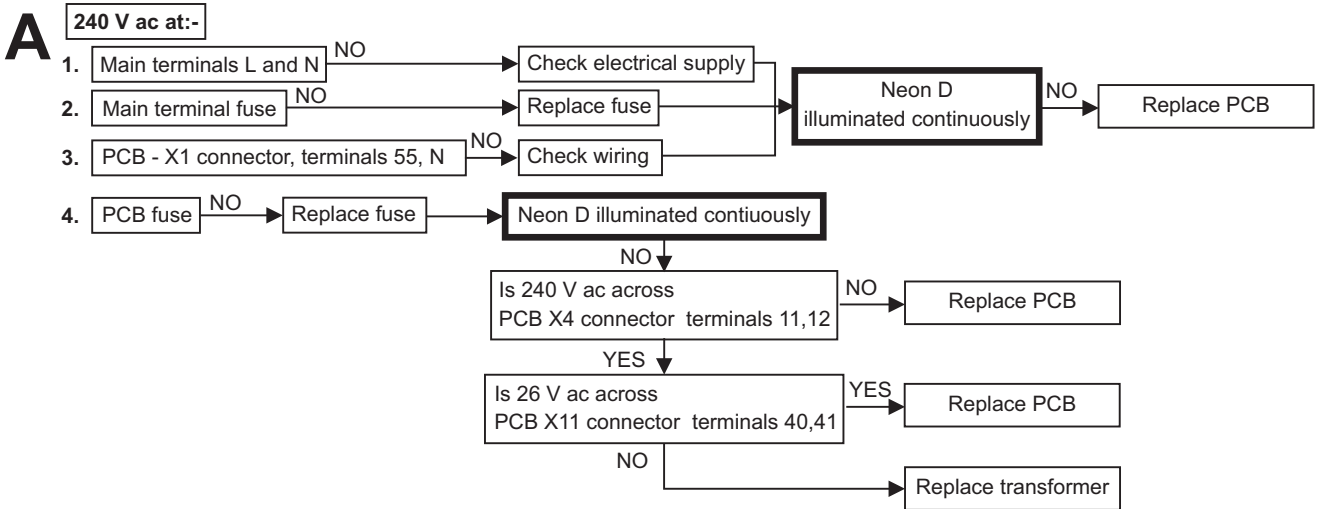 A
240 V ac at:-
1. Main terminals L and N NO Check electrical supply
2. Main terminal fuse NO Replace fuse
Neon D
illuminated continuously NO Replace PCB
3. PCB - X1 connector, terminals 55, N NO Check wiring
4. PCB fuse NO Replace fuse Neon D illuminated contiuously
NO
Is 240 V ac across
PCB X4 connector terminals 11,12
NO Replace PCB
YES
Is 26 V ac across
PCB X11 connector terminals 40,41
YES Replace PCB
NO
Replace transformer